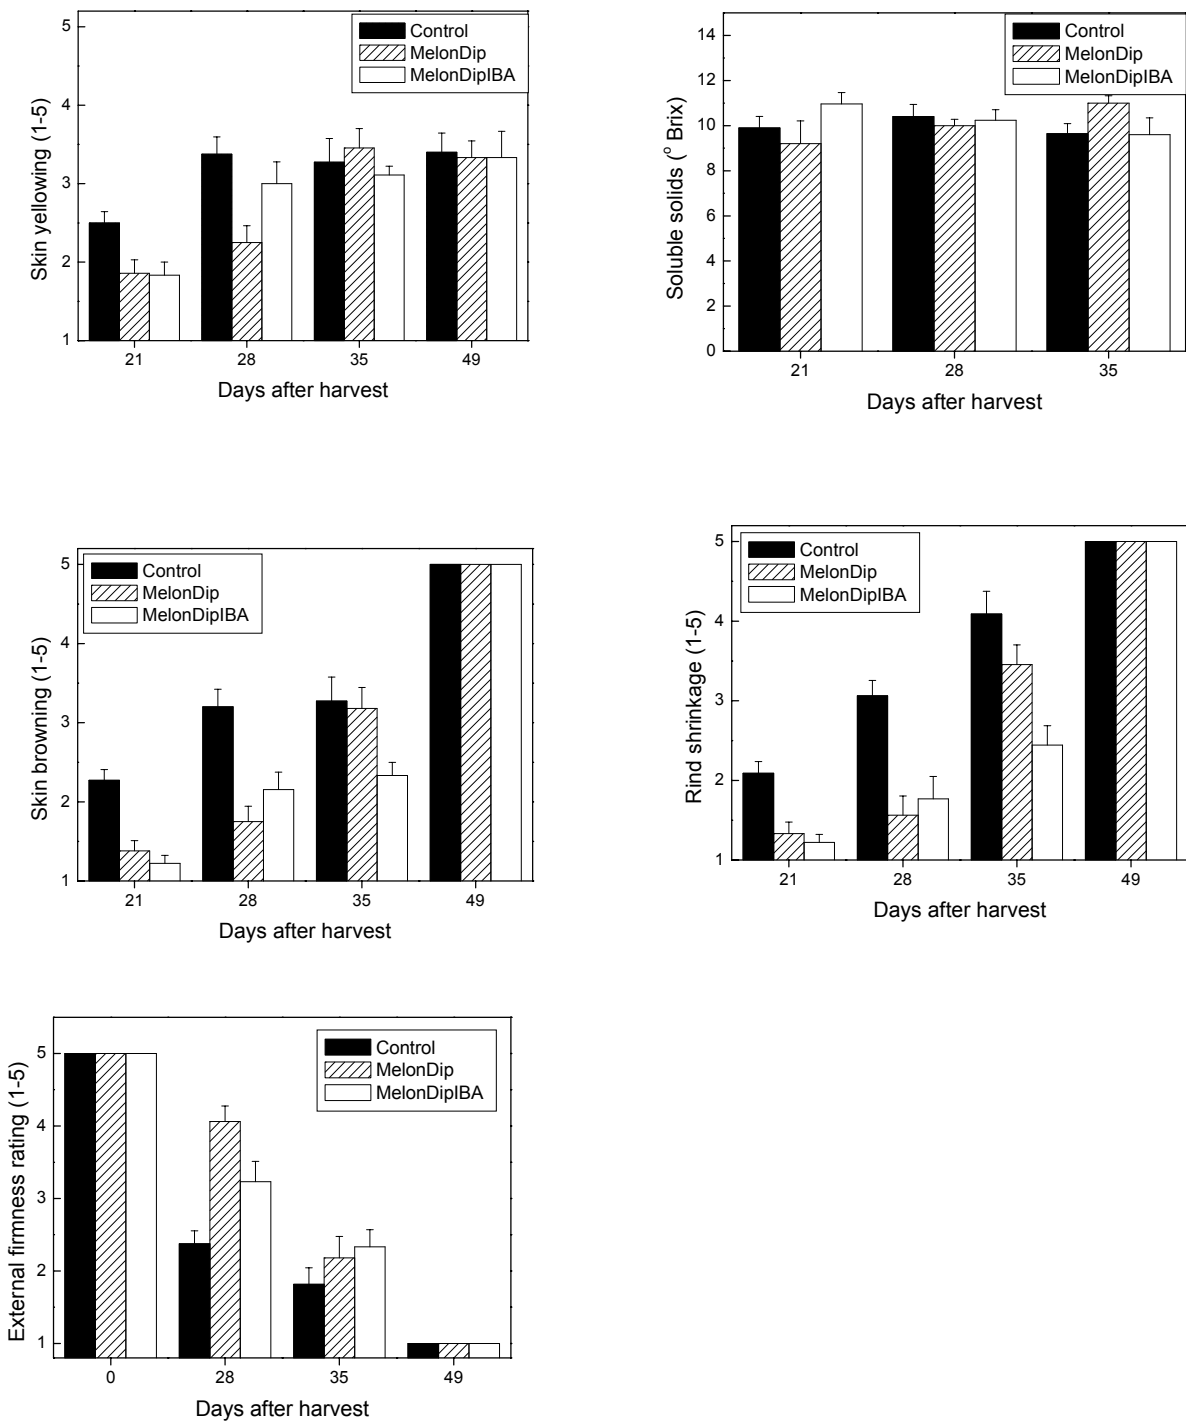 5
4
3
2
1
Skin yellowing (1-5)
Control
MelonDip
MelonDipIBA
21 28 35 49
Days after harvest
14
12
10
8
6
4
2
0
Soluble solids (° Brix)
Control
MelonDip
MelonDipIBA
21 28 35
Days after harvest
5
4
3
2
1
Skin browning (1-5)
Control
MelonDip
MelonDipIBA
21 28 35 49
Days after harvest
5
4
3
2
1
Rind shrinkage (1-5)
Control
MelonDip
MelonDipIBA
21 28 35 49
Days after harvest
5
4
3
2
1
External firmness rating (1-5)
Control
MelonDip
MelonDipIBA
0 28 35 49
Days after harvest